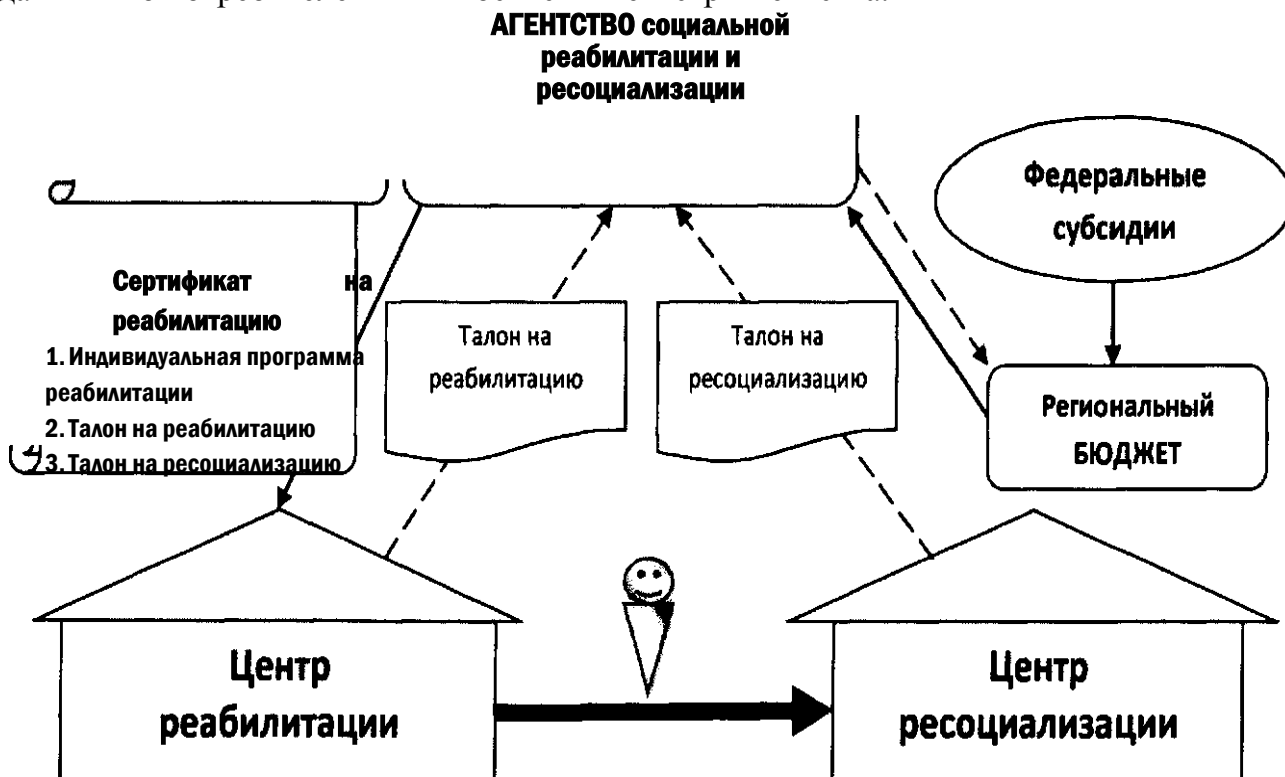 АГЕНТСТВО социальной
реабилитации и
ресоциализации
Федеральные
субсидии
Сертификат на
реабилитацию
1. Индивидуальная программа
реабилитации
2. Талон на реабилитацию
3. Талон на ресоциализацию
Талон на
реабилитацию
Талон на
ресоциализацию
Региональный
БЮДЖЕТ
Центр
реабилитации
Центр
ресоциализации